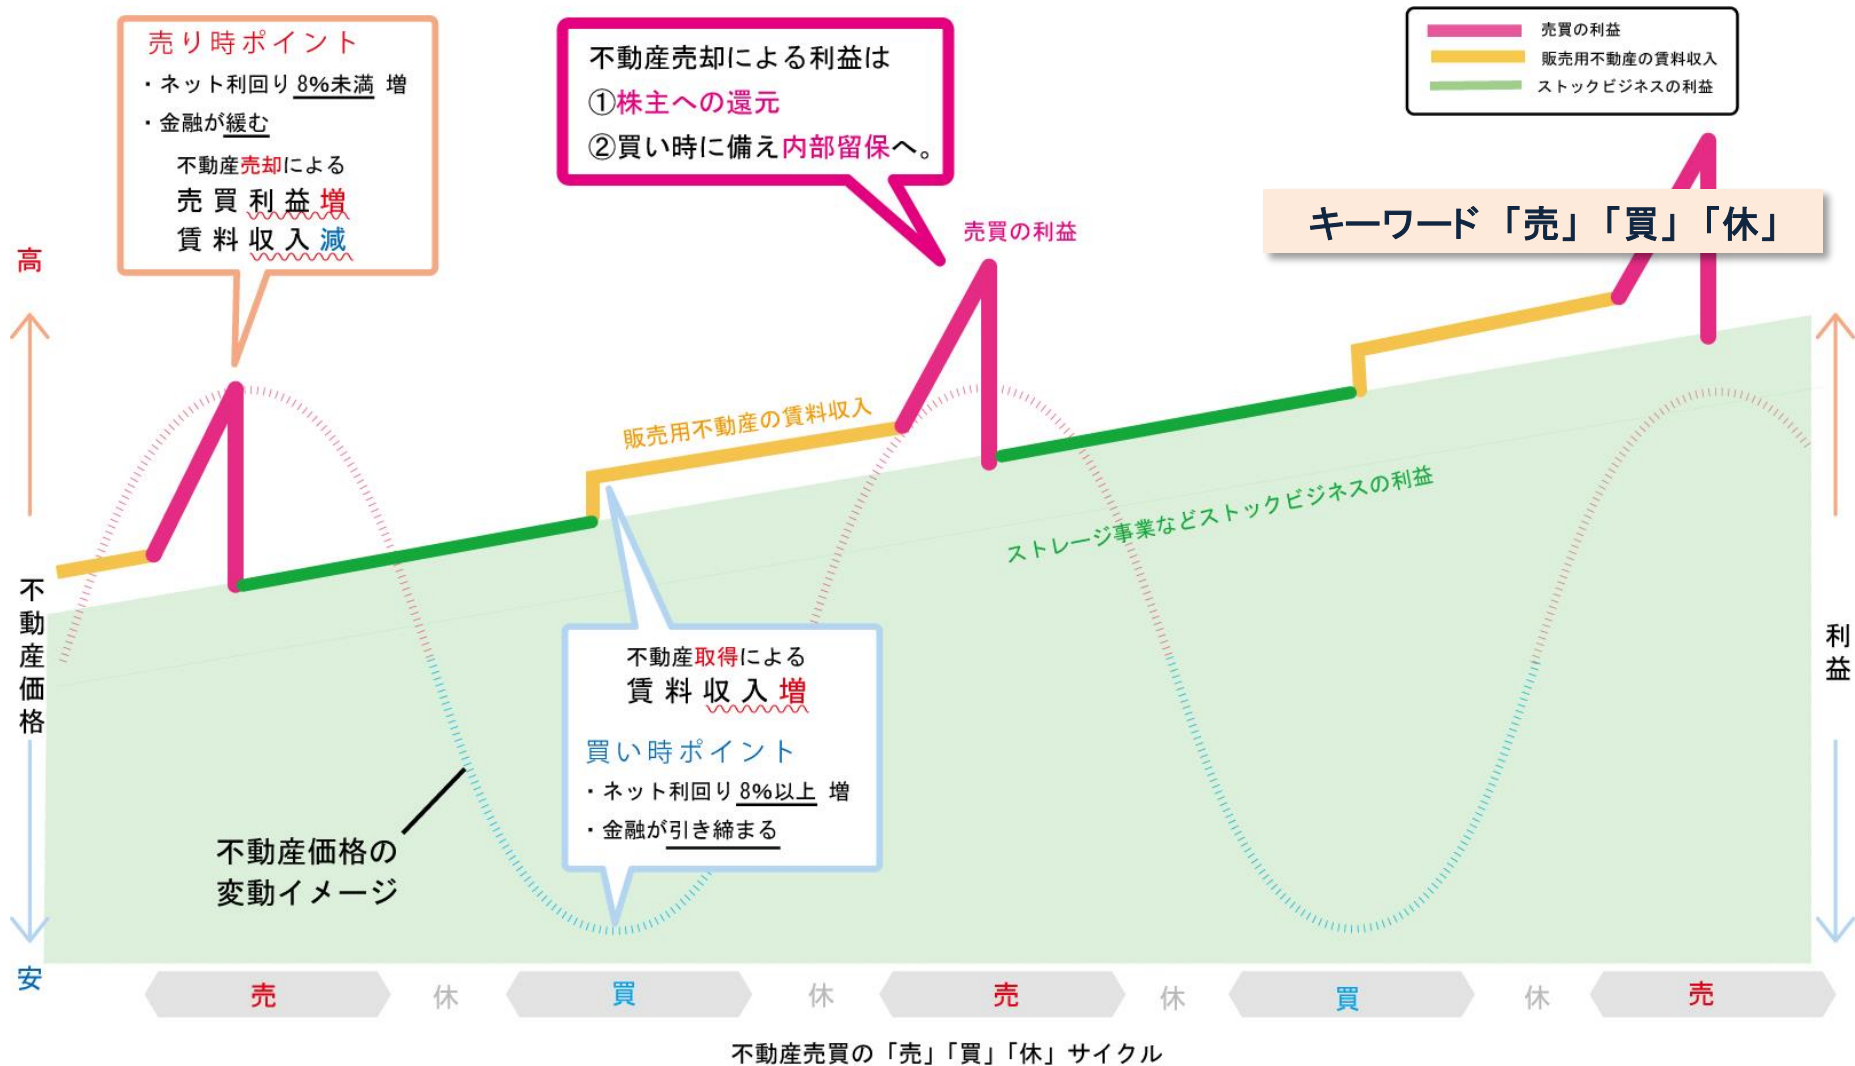 売り時ポイント
・ネット利回り 8%未満 増
・金融が緩む
不動産売却による
売買利益増
賃料収入減
不動産売却による利益は
①株主への還元
②買い時に備え内部留保へ。
売買の利益
販売用不動産の賃料収入
ストックビジネスの利益
キーワード「売」「買」「休」
売買の利益
高
販売用不動産の賃料収入
ストレージ事業などストックビジネスの利益
不動産価格
利益
不動産取得による
賃料収入増
買い時ポイント
・ネット利回り 8%以上 増
・金融が引き締まる
不動産価格の
変動イメージ
安
売 休 買 休 売 休 買 休 売
不動産売買の「売」「買」「休」サイクル